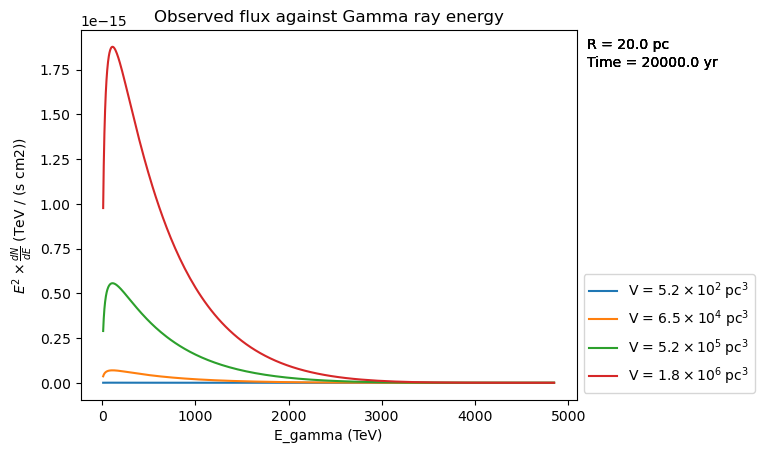 1e−15
Observed flux against Gamma ray energy
R = 20.0 pc
Time = 20000.0 yr
1.75
1.50
1.25
1.00
0.75
0.50
0.25
0.00
E² × dN/dE (TeV / (s cm2))
0
1000
2000
3000
4000
5000
E_gamma (TeV)
V = 5.2 × 10² pc³
V = 6.5 × 10⁴ pc³
V = 5.2 × 10⁵ pc³
V = 1.8 × 10⁶ pc³